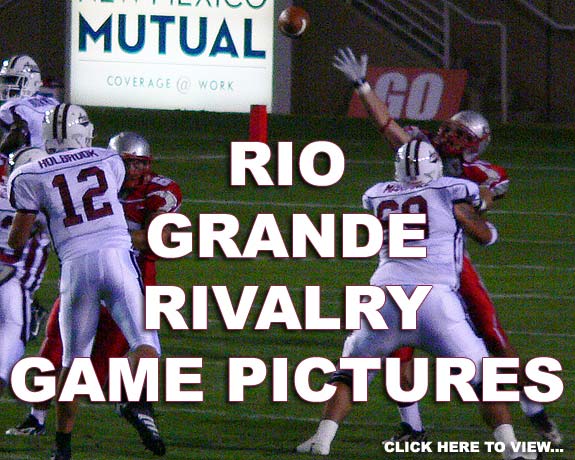 NEW MEXICO
MUTUAL
COVERAGE @ WORK
GO
HOLBROOK
12
RIO
GRANDE
RIVALRY
GAME PICTURES
CLICK HERE TO VIEW...